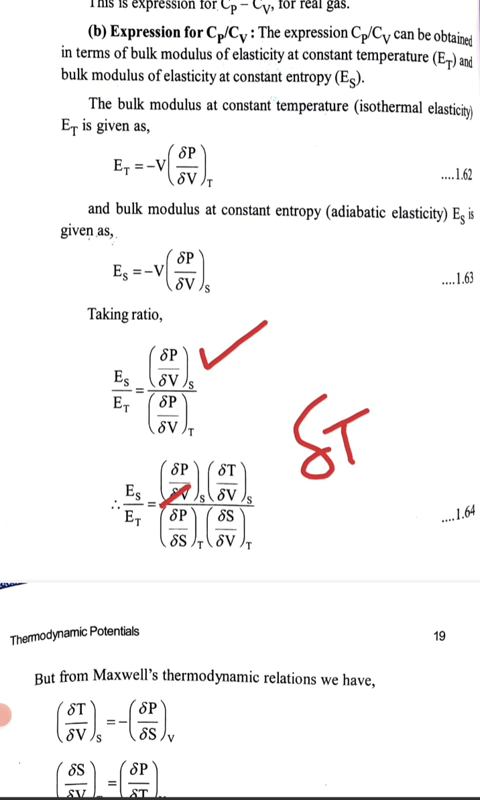 This is expression for Cp – Cv, for real gas.
(b) Expression for CP/CV : The expression CP/CV can be obtained
in terms of bulk modulus of elasticity at constant temperature (ET) and
bulk modulus of elasticity at constant entropy (ES).
The bulk modulus at constant temperature (isothermal elasticity)
ET is given as,
ET = –V(δP/δV)T ....1.62
and bulk modulus at constant entropy (adiabatic elasticity) ES is
given as,
ES = –V(δP/δV)S ....1.63
Taking ratio,
ES/ET = (δP/δV)S / (δP/δV)T
δT
∴ ES/ET = (δP/δV)S (δT/δV)S / (δP/δS)T (δS/δV)T ....1.64
Thermodynamic Potentials 19
But from Maxwell's thermodynamic relations we have,
(δT/δV)S = –(δP/δS)V
(δS/δV) = (δP/δT)